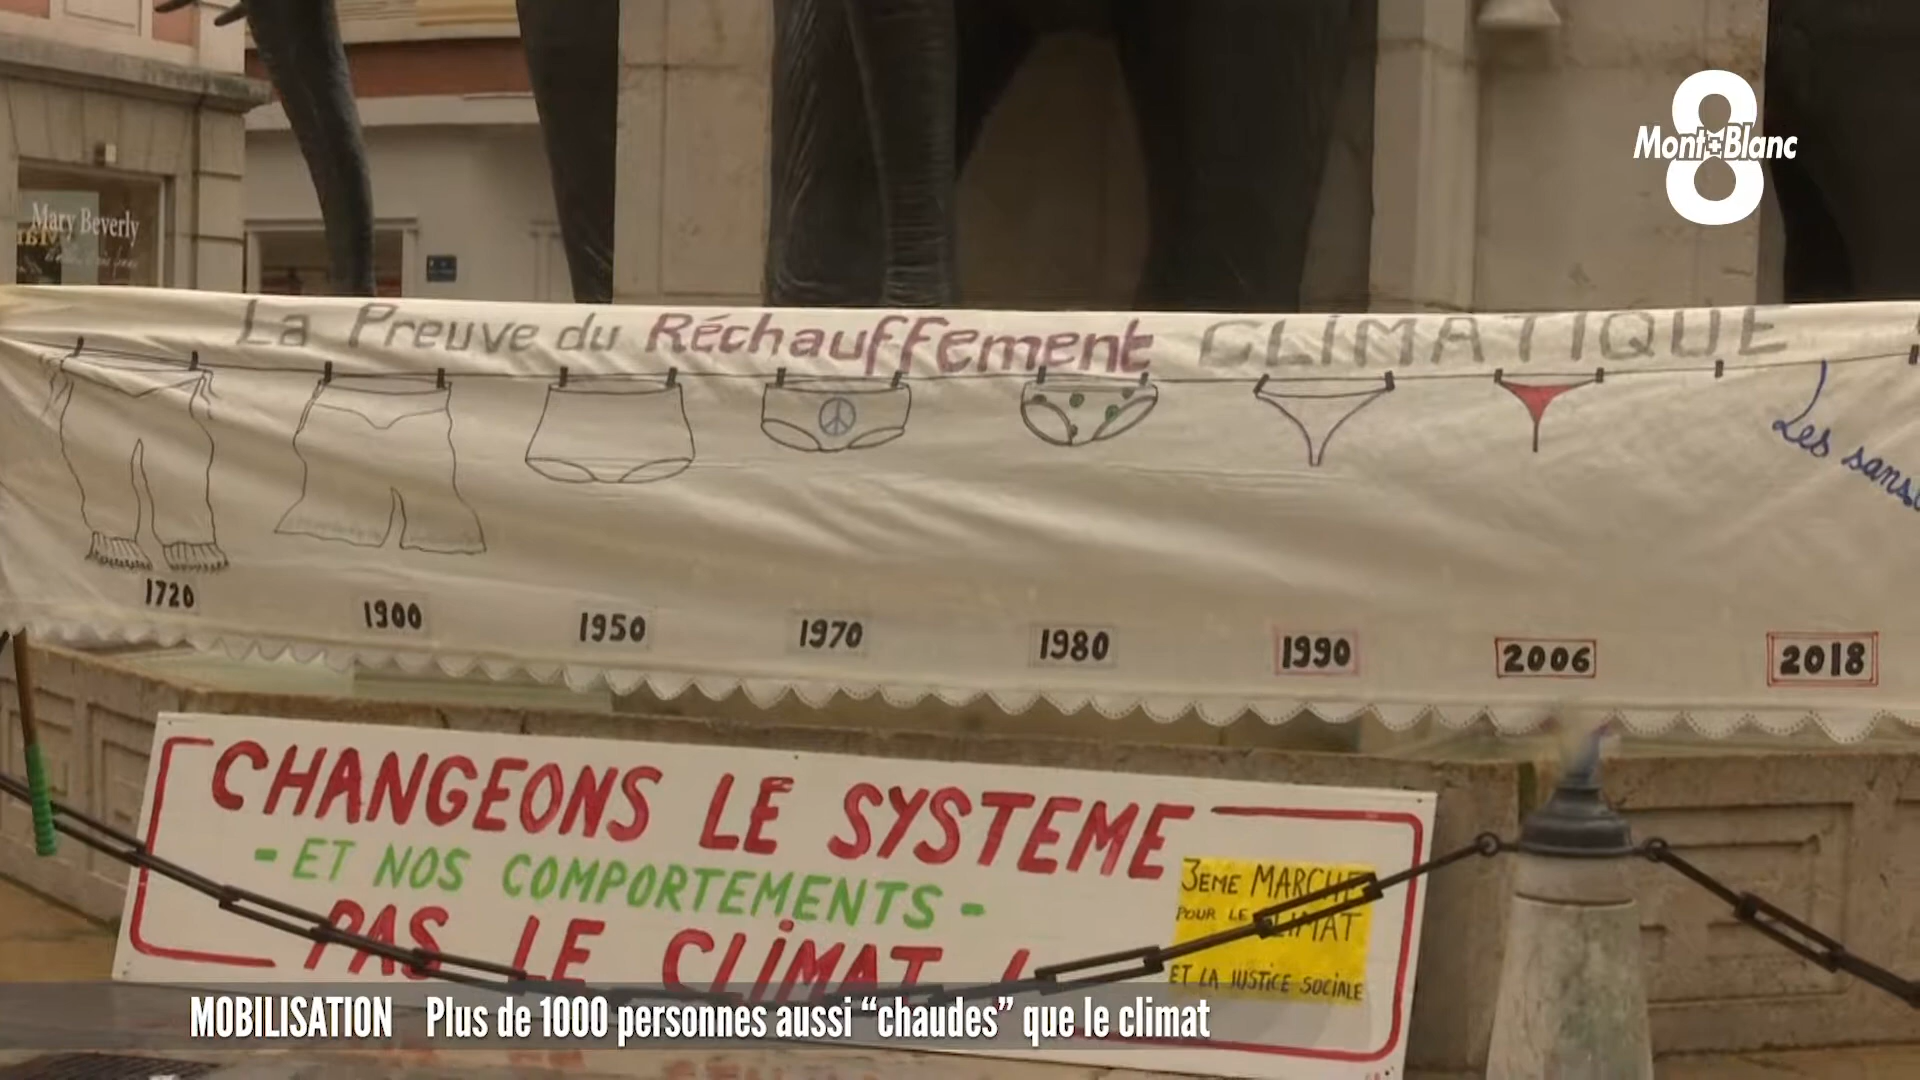 8
Mont Blanc
Mary Beverly
La Preuve du Réchauffement CLIMATIQUE
Les sans
1720
1900
1950
1970
1980
1990
2006
2018
CHANGEONS LE SYSTEME
- ET NOS COMPORTEMENTS -
PAS LE CLIMAT !
3EME MARCHE
POUR LE CLIMAT
ET LA JUSTICE SOCIALE
MOBILISATION Plus de 1000 personnes aussi “chaudes” que le climat